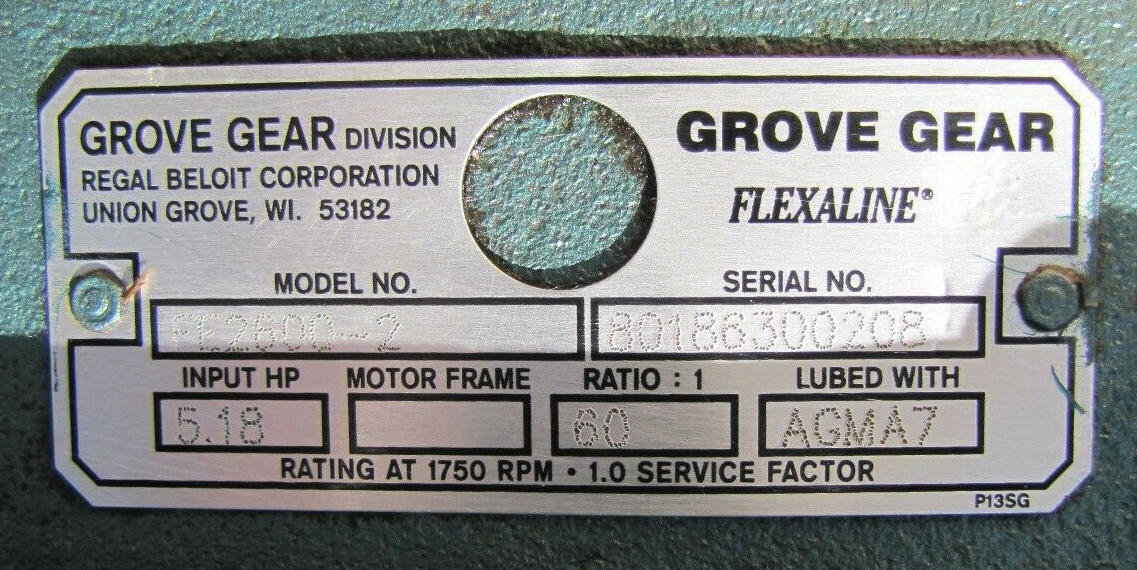 GROVE GEAR DIVISION
REGAL BELOIT CORPORATION
UNION GROVE, WI. 53182
GROVE GEAR
FLEXALINE®
MODEL NO.
FE2600-2
SERIAL NO.
80186300208
INPUT HP
5.18
MOTOR FRAME
RATIO : 1
60
LUBED WITH
AGMA7
RATING AT 1750 RPM • 1.0 SERVICE FACTOR
P13SG